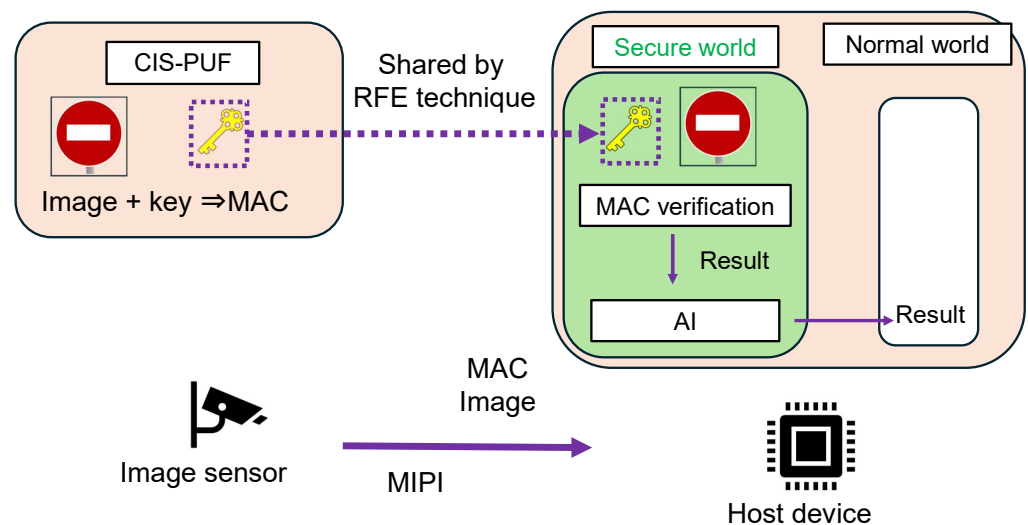 CIS-PUF
Image + key ⇒MAC
Shared by
RFE technique
Secure world
Normal world
MAC verification
Result
AI
Result
MAC
Image
MIPI
Image sensor
Host device